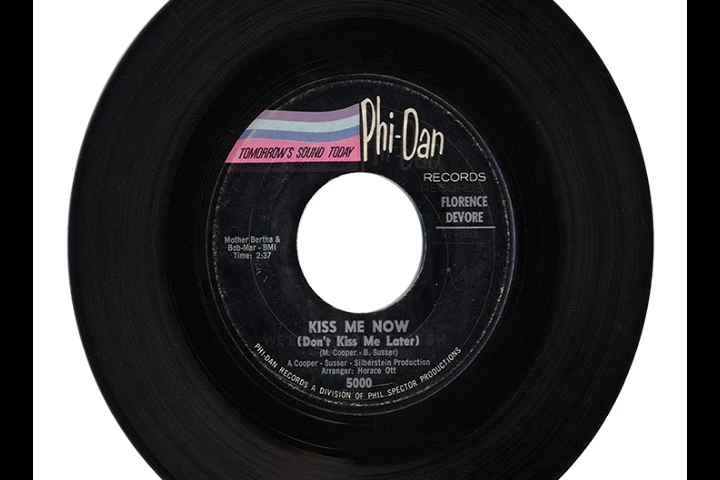 Phi-Dan
TOMORROW'S SOUND TODAY
RECORDS
FLORENCE
DEVORE
Mother Bertha &
Bob-Mar - BMI
Time: 2:37
KISS ME NOW
(Don't Kiss Me Later)
(M. Cooper - B. Susser)
A Cooper - Susser - Silberstein Production
Arranger: Horace Ott
5000
PHI-DAN RECORDS A DIVISION OF PHIL SPECTOR PRODUCTIONS